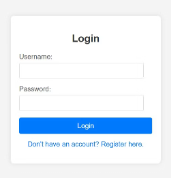 Login
Username:
Password:
Login
Don't have an account? Register here.